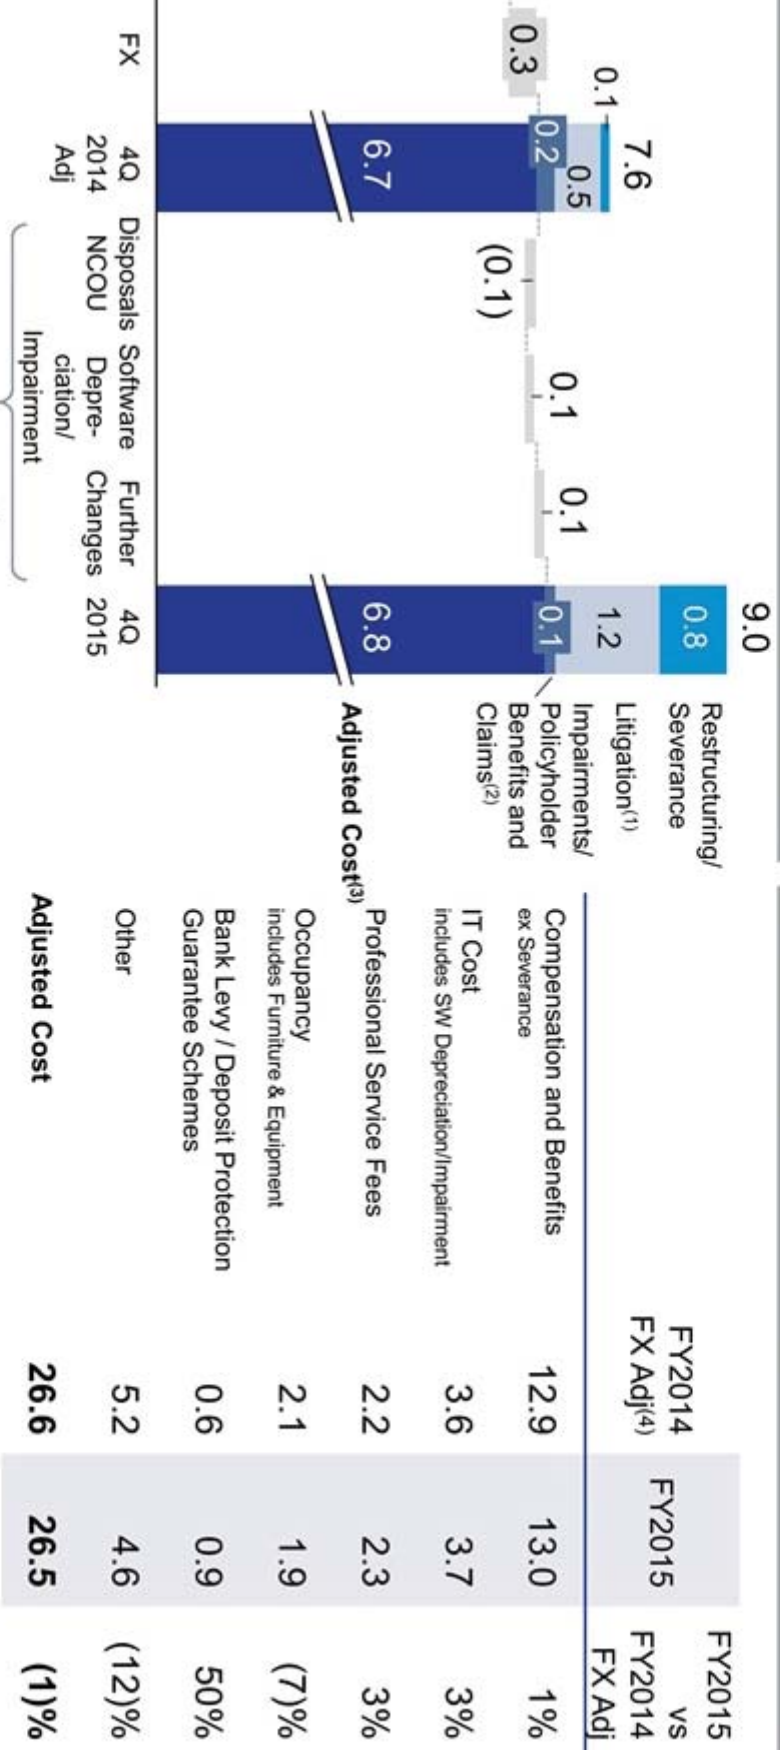 7.6
0.1
0.5
0.2
6.7
0.3
(0.1)
0.1
0.1
9.0
0.8
1.2
0.1
6.8
FX
4Q
2014
Adj
Disposals
NCOU
Software
Depre-
ciation/
Impairment
Further
Changes
4Q
2015
Restructuring/
Severance
Litigation(1)
Impairments/
Policyholder
Benefits and
Claims(2)
Adjusted Cost(3)
FY2014
FX Adj(4)
FY2015
FY2015
vs
FY2014
FX Adj
Compensation and Benefits 12.9 13.0 1%
ex Severance
IT Cost 3.6 3.7 3%
includes SW Depreciation/Impairment
Professional Service Fees 2.2 2.3 3%
Occupancy 2.1 1.9 (7)%
includes Furniture & Equipment
Bank Levy / Deposit Protection 0.6 0.9 50%
Guarantee Schemes
Other 5.2 4.6 (12)%
Adjusted Cost 26.6 26.5 (1)%